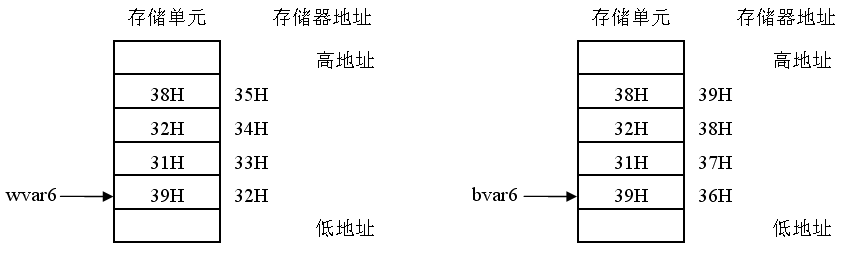 存储单元 存储器地址 存储单元 存储器地址
高地址 高地址
38H 35H 38H 39H
32H 34H 32H 38H
31H 33H 31H 37H
wvar6 39H 32H bvar6 39H 36H
低地址 低地址